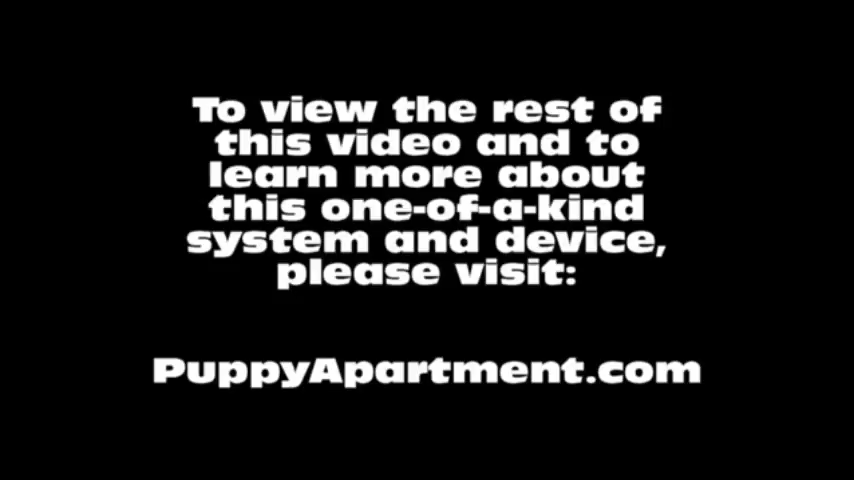 To view the rest of
this video and to
learn more about
this one-of-a-kind
system and device,
please visit:
PuppyApartment.com